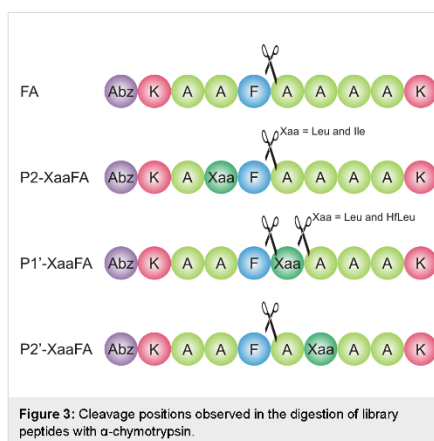 FA Abz K A A F A A A A K
Xaa = Leu and Ile
P2-XaaFA Abz K A Xaa F A A A A K
Xaa = Leu and HfLeu
P1'-XaaFA Abz K A A F Xaa A A A K
P2'-XaaFA Abz K A A F A Xaa A A K
Figure 3: Cleavage positions observed in the digestion of library
peptides with α-chymotrypsin.